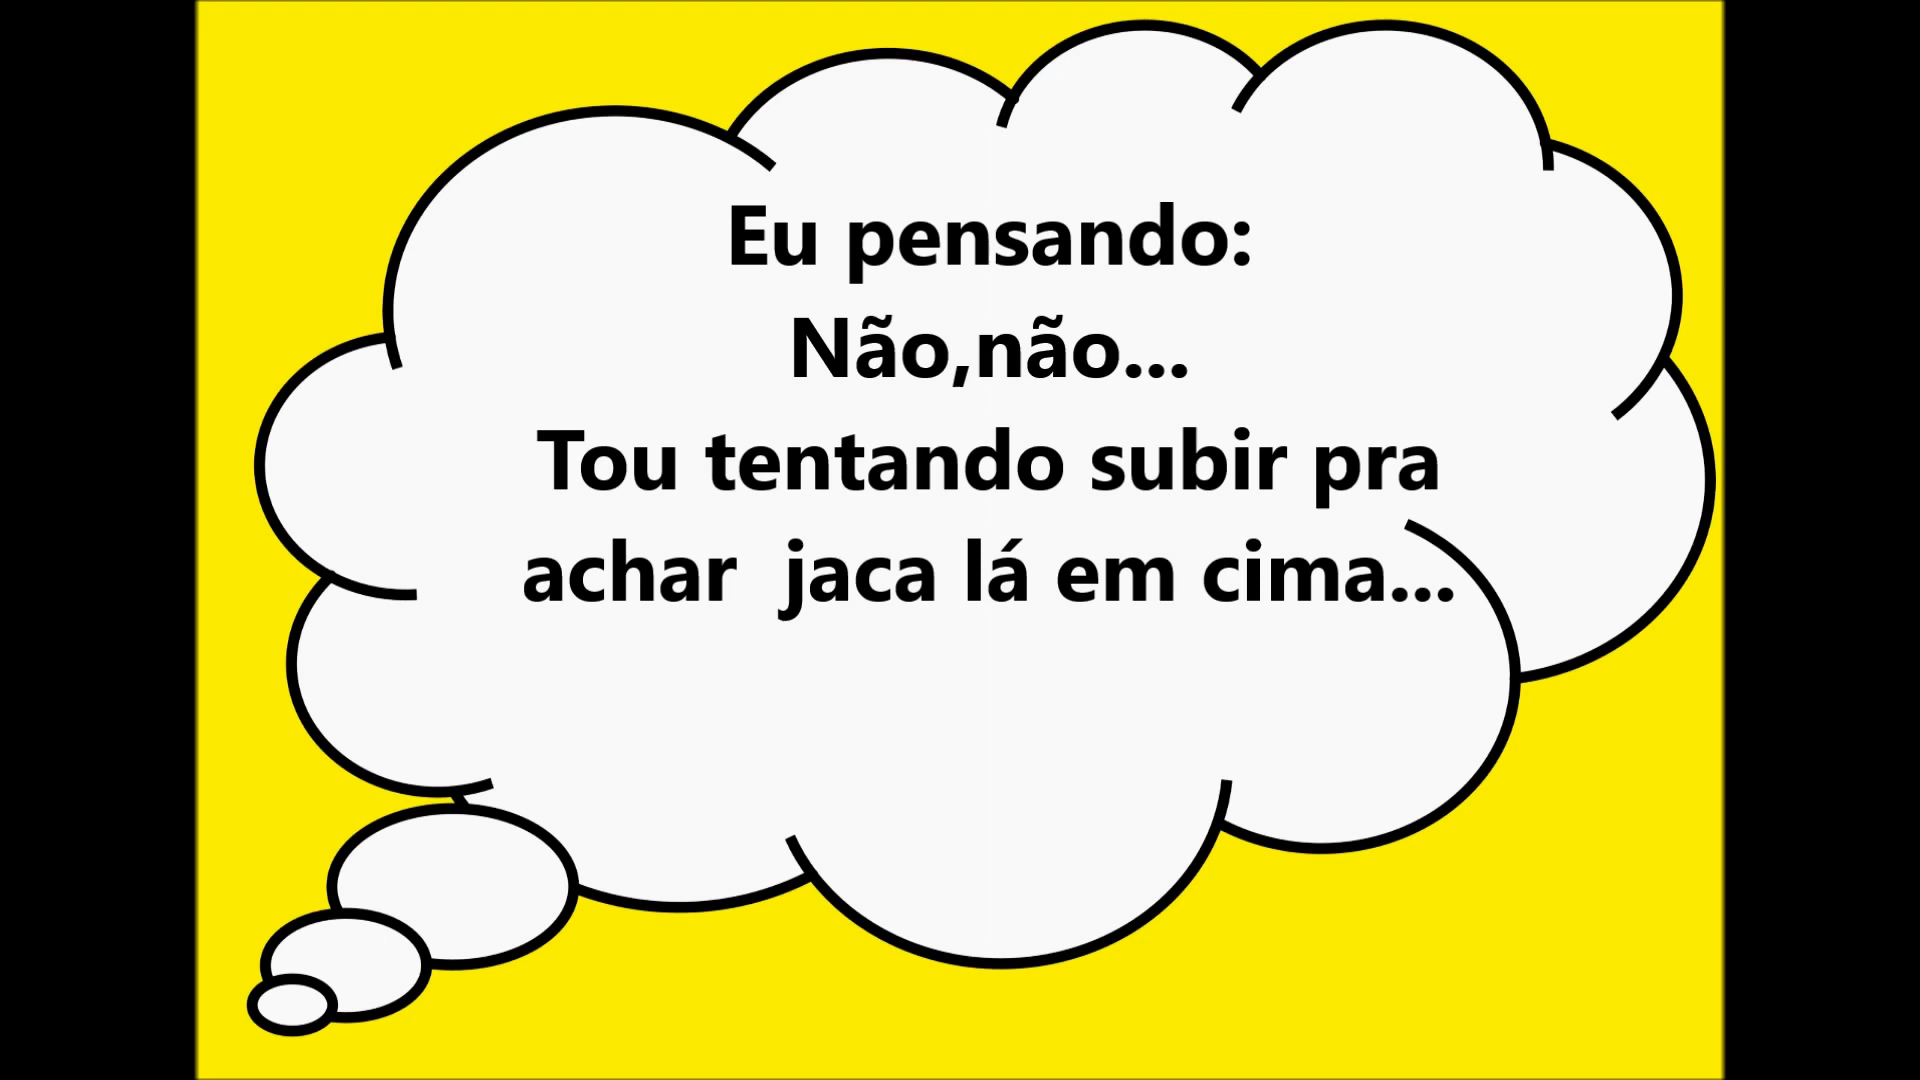 Eu pensando:
Não,não...
Tou tentando subir pra
achar  jaca lá em cima...